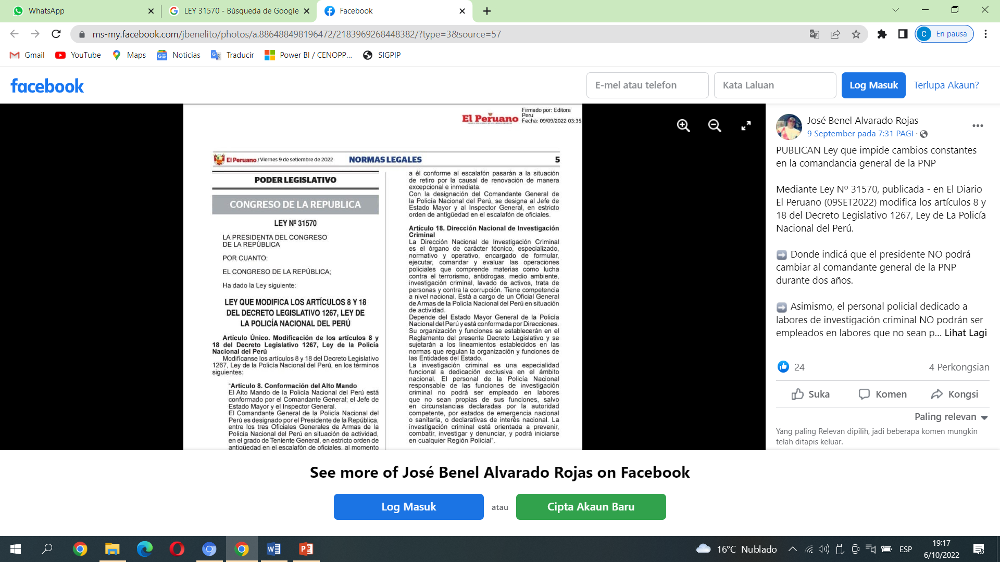 WhatsApp
LEY 31570 - Búsqueda de Google
Facebook
ms-my.facebook.com/jbenelito/photos/a.886488498196472/2183969268448382/?type=3&source=57
C En pausa
Gmail
YouTube
Maps
Noticias
Traducir
Power BI / CENOPP...
SIGPIP
facebook
E-mel atau telefon
Kata Laluan
Log Masuk
Terlupa Akaun?
El Peruano
Firmado por: Editora
Peru
Fecha: 09/09/2022 03:35
El Peruano / Viernes 9 de setiembre de 2022
NORMAS LEGALES
5
PODER LEGISLATIVO
CONGRESO DE LA REPUBLICA
LEY Nº 31570
LA PRESIDENTA DEL CONGRESO
DE LA REPÚBLICA
POR CUANTO:
EL CONGRESO DE LA REPÚBLICA;
Ha dado la Ley siguiente:
LEY QUE MODIFICA LOS ARTÍCULOS 8 Y 18
DEL DECRETO LEGISLATIVO 1267, LEY DE
LA POLICÍA NACIONAL DEL PERÚ
Artículo Único. Modificación de los artículos 8 y
18 del Decreto Legislativo 1267, Ley de la Policía
Nacional del Perú
Modifícanse los artículos 8 y 18 del Decreto Legislativo
1267, Ley de la Policía Nacional del Perú, en los términos
siguientes:
“Artículo 8. Conformación del Alto Mando
El Alto Mando de la Policía Nacional del Perú está
conformado por el Comandante General; el Jefe de
Estado Mayor y el Inspector General.
El Comandante General de la Policía Nacional del
Perú es designado por el Presidente de la República,
entre los tres Oficiales Generales de Armas de la
Policía Nacional del Perú en situación de actividad,
en el grado de Teniente General, en estricto orden de
antigüedad en el escalafón de oficiales, al momento
a él conforme al escalafón pasarán a la situación
de retiro por la causal de renovación de manera
excepcional e inmediata.
Con la designación del Comandante General de
la Policía Nacional del Perú, se designa al Jefe de
Estado Mayor y al Inspector General, en estricto
orden de antigüedad en el escalafón de oficiales.
Artículo 18. Dirección Nacional de Investigación
Criminal
La Dirección Nacional de Investigación Criminal
es el órgano de carácter técnico, especializado,
normativo y operativo, encargado de formular,
ejecutar, comandar y evaluar las operaciones
policiales que comprende materias como lucha
contra el terrorismo, antidrogas, medio ambiente,
investigación criminal, lavado de activos, trata de
personas y contra la corrupción. Tiene competencia
a nivel nacional. Está a cargo de un Oficial General
de Armas de la Policía Nacional del Perú en situación
de actividad.
Depende del Estado Mayor General de la Policía
Nacional del Perú y está conformada por Direcciones.
Su organización y funciones se establecerán en el
Reglamento del presente Decreto Legislativo y se
sujetarán a los lineamientos establecidos en las
normas que regulan la organización y funciones de
las Entidades del Estado.
La investigación criminal es una especialidad
funcional a dedicación exclusiva en el ámbito
nacional. El personal de la Policía Nacional
responsable de las funciones de investigación
criminal no podrá ser empleado en labores
que no sean propias de sus funciones, salvo
en circunstancias declaradas por la autoridad
competente, por estados de emergencia nacional
o sanitaria, o declarativas de interés nacional. La
investigación criminal está orientada a prevenir,
combatir, investigar y denunciar, y podrá iniciarse
en cualquier Región Policial”.
José Benel Alvarado Rojas
9 September pada 7:31 PAGI ·
PUBLICAN Ley que impide cambios constantes
en la comandancia general de la PNP
Mediante Ley Nº 31570, publicada - en El Diario
El Peruano (09SET2022) modifica los artículos 8 y
18 del Decreto Legislativo 1267, Ley de La Policía
Nacional del Perú.
➡️ Donde indicá que el presidente NO podrá
cambiar al comandante general de la PNP
durante dos años.
➡️ Asimismo, el personal policial dedicado a
labores de investigación criminal NO podrán ser
empleados en labores que no sean p... Lihat Lagi
24
4 Perkongsian
Suka
Komen
Kongsi
Paling relevan
Yang paling Relevan dipilih, jadi beberapa komen mungkin
telah ditapis keluar.
See more of José Benel Alvarado Rojas on Facebook
Log Masuk
atau
Cipta Akaun Baru
16°C Nublado
ESP
19:17
6/10/2022